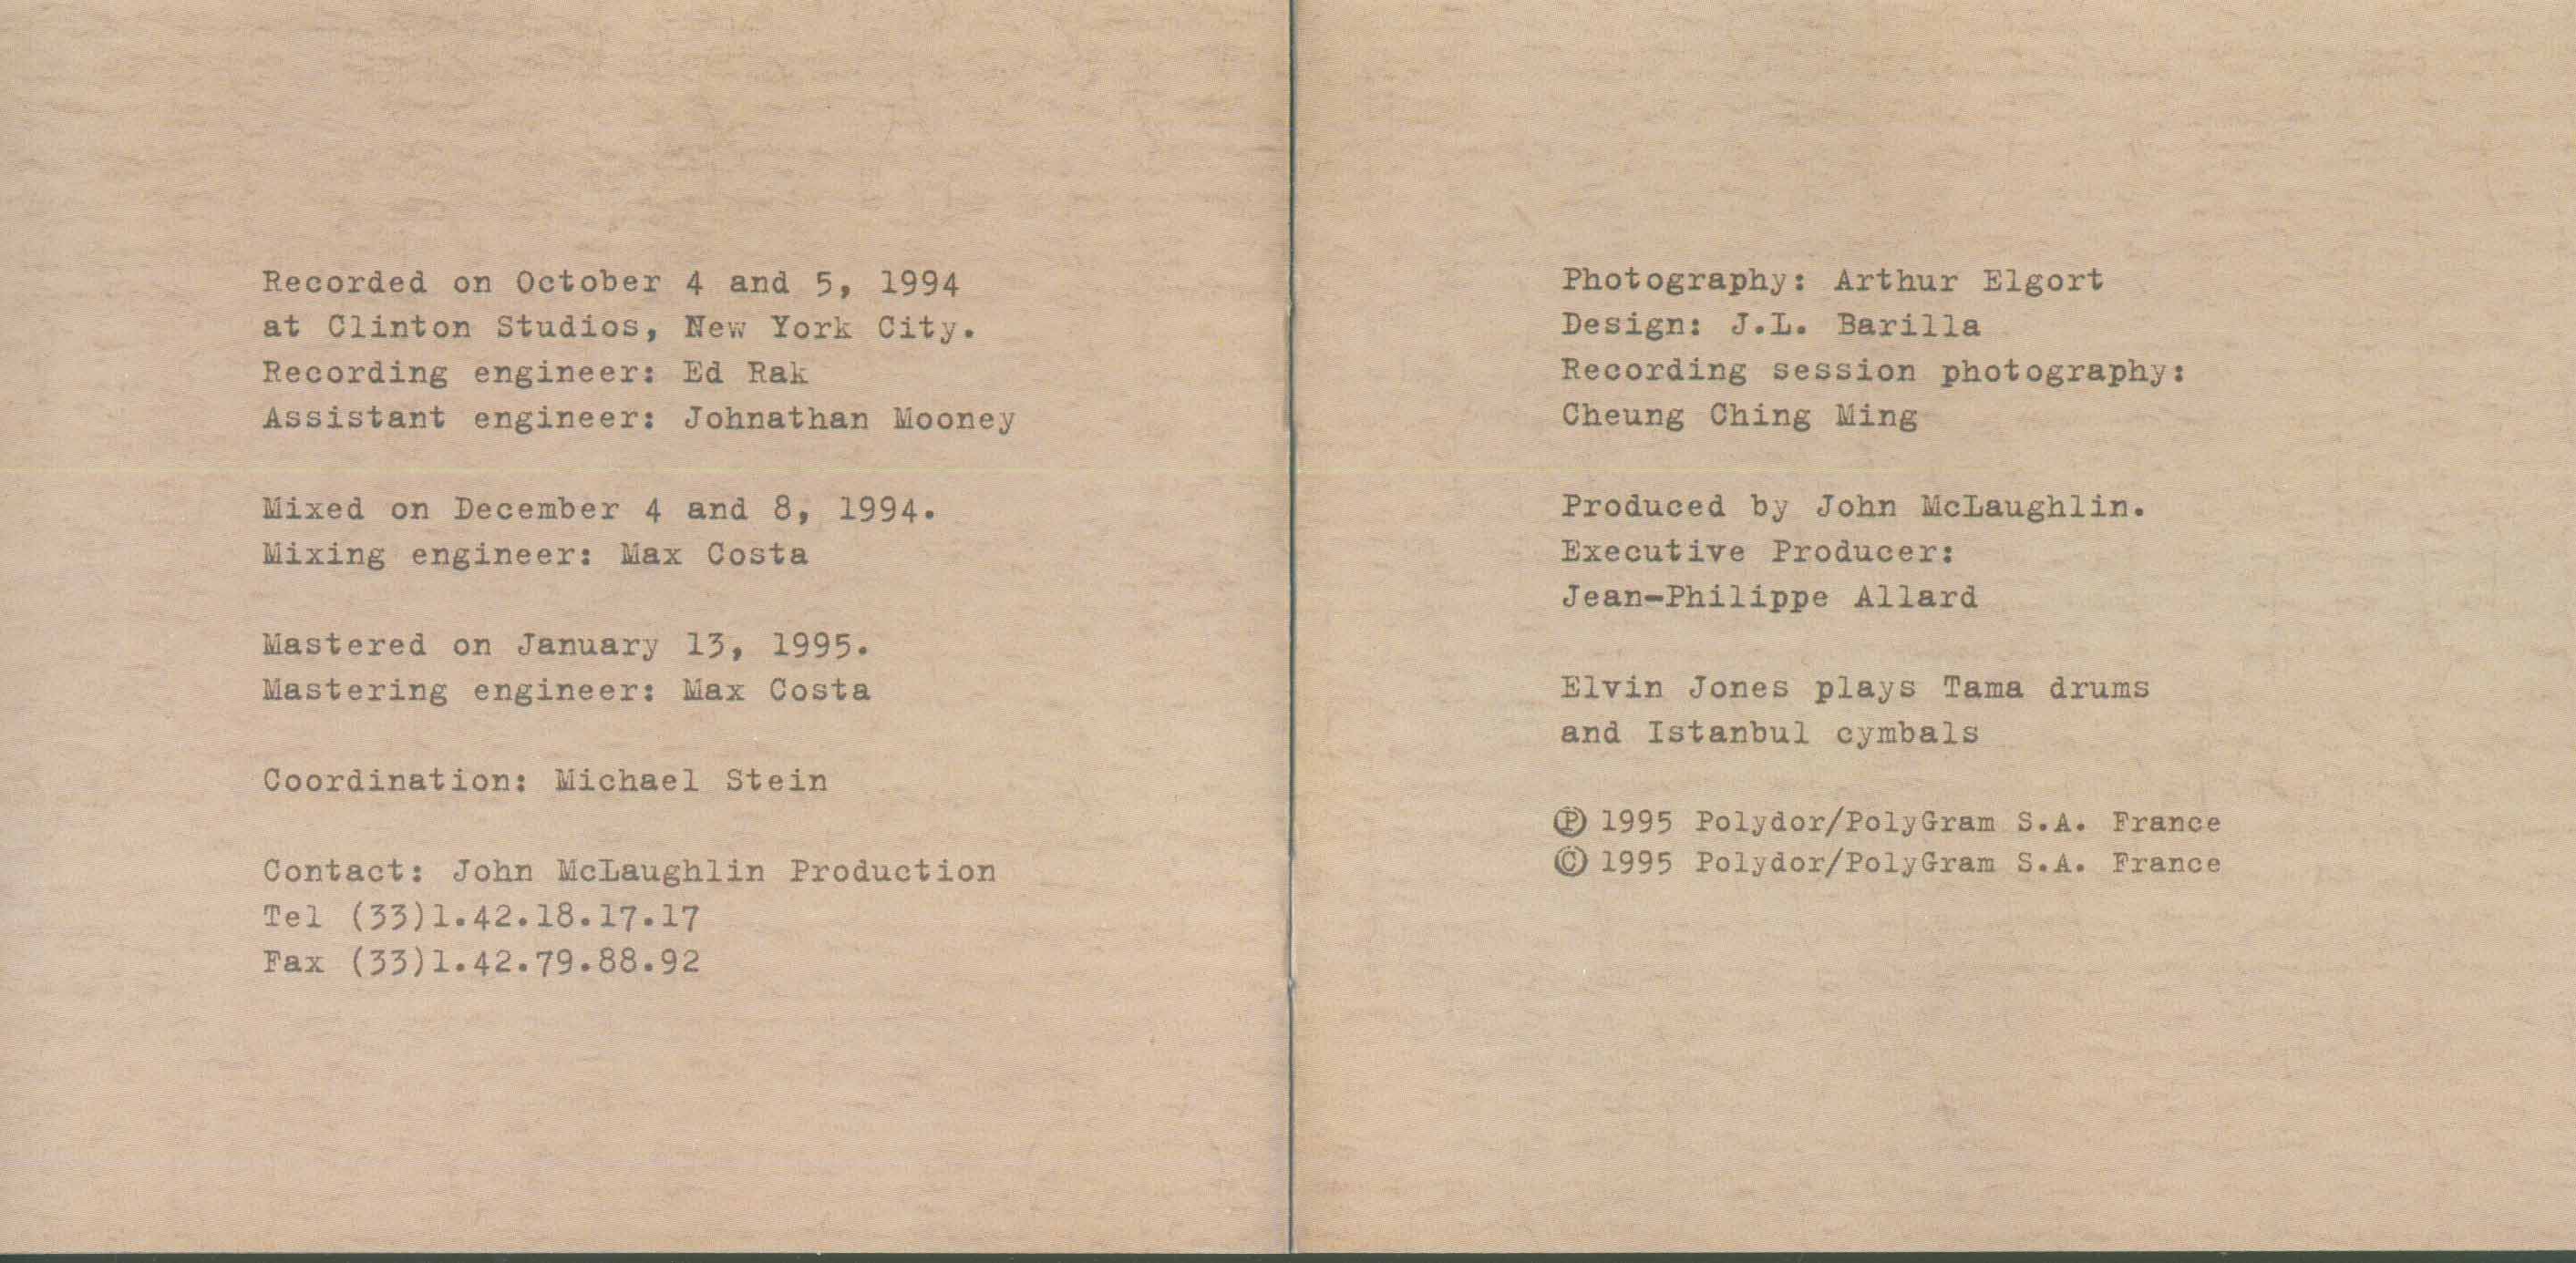 Recorded on October 4 and 5, 1994
at Clinton Studios, New York City.
Recording engineer: Ed Rak
Assistant engineer: Johnathan Mooney
Mixed on December 4 and 8, 1994.
Mixing engineer: Max Costa
Mastered on January 13, 1995.
Mastering engineer: Max Costa
Coordination: Michael Stein
Contact: John McLaughlin Production
Tel (33)1.42.18.17.17
Fax (33)1.42.79.88.92
Photography: Arthur Elgort
Design: J.L. Barilla
Recording session photography:
Cheung Ching Ming
Produced by John McLaughlin.
Executive Producer:
Jean-Philippe Allard
Elvin Jones plays Tama drums
and Istanbul cymbals
℗ 1995 Polydor/PolyGram S.A. France
© 1995 Polydor/PolyGram S.A. France